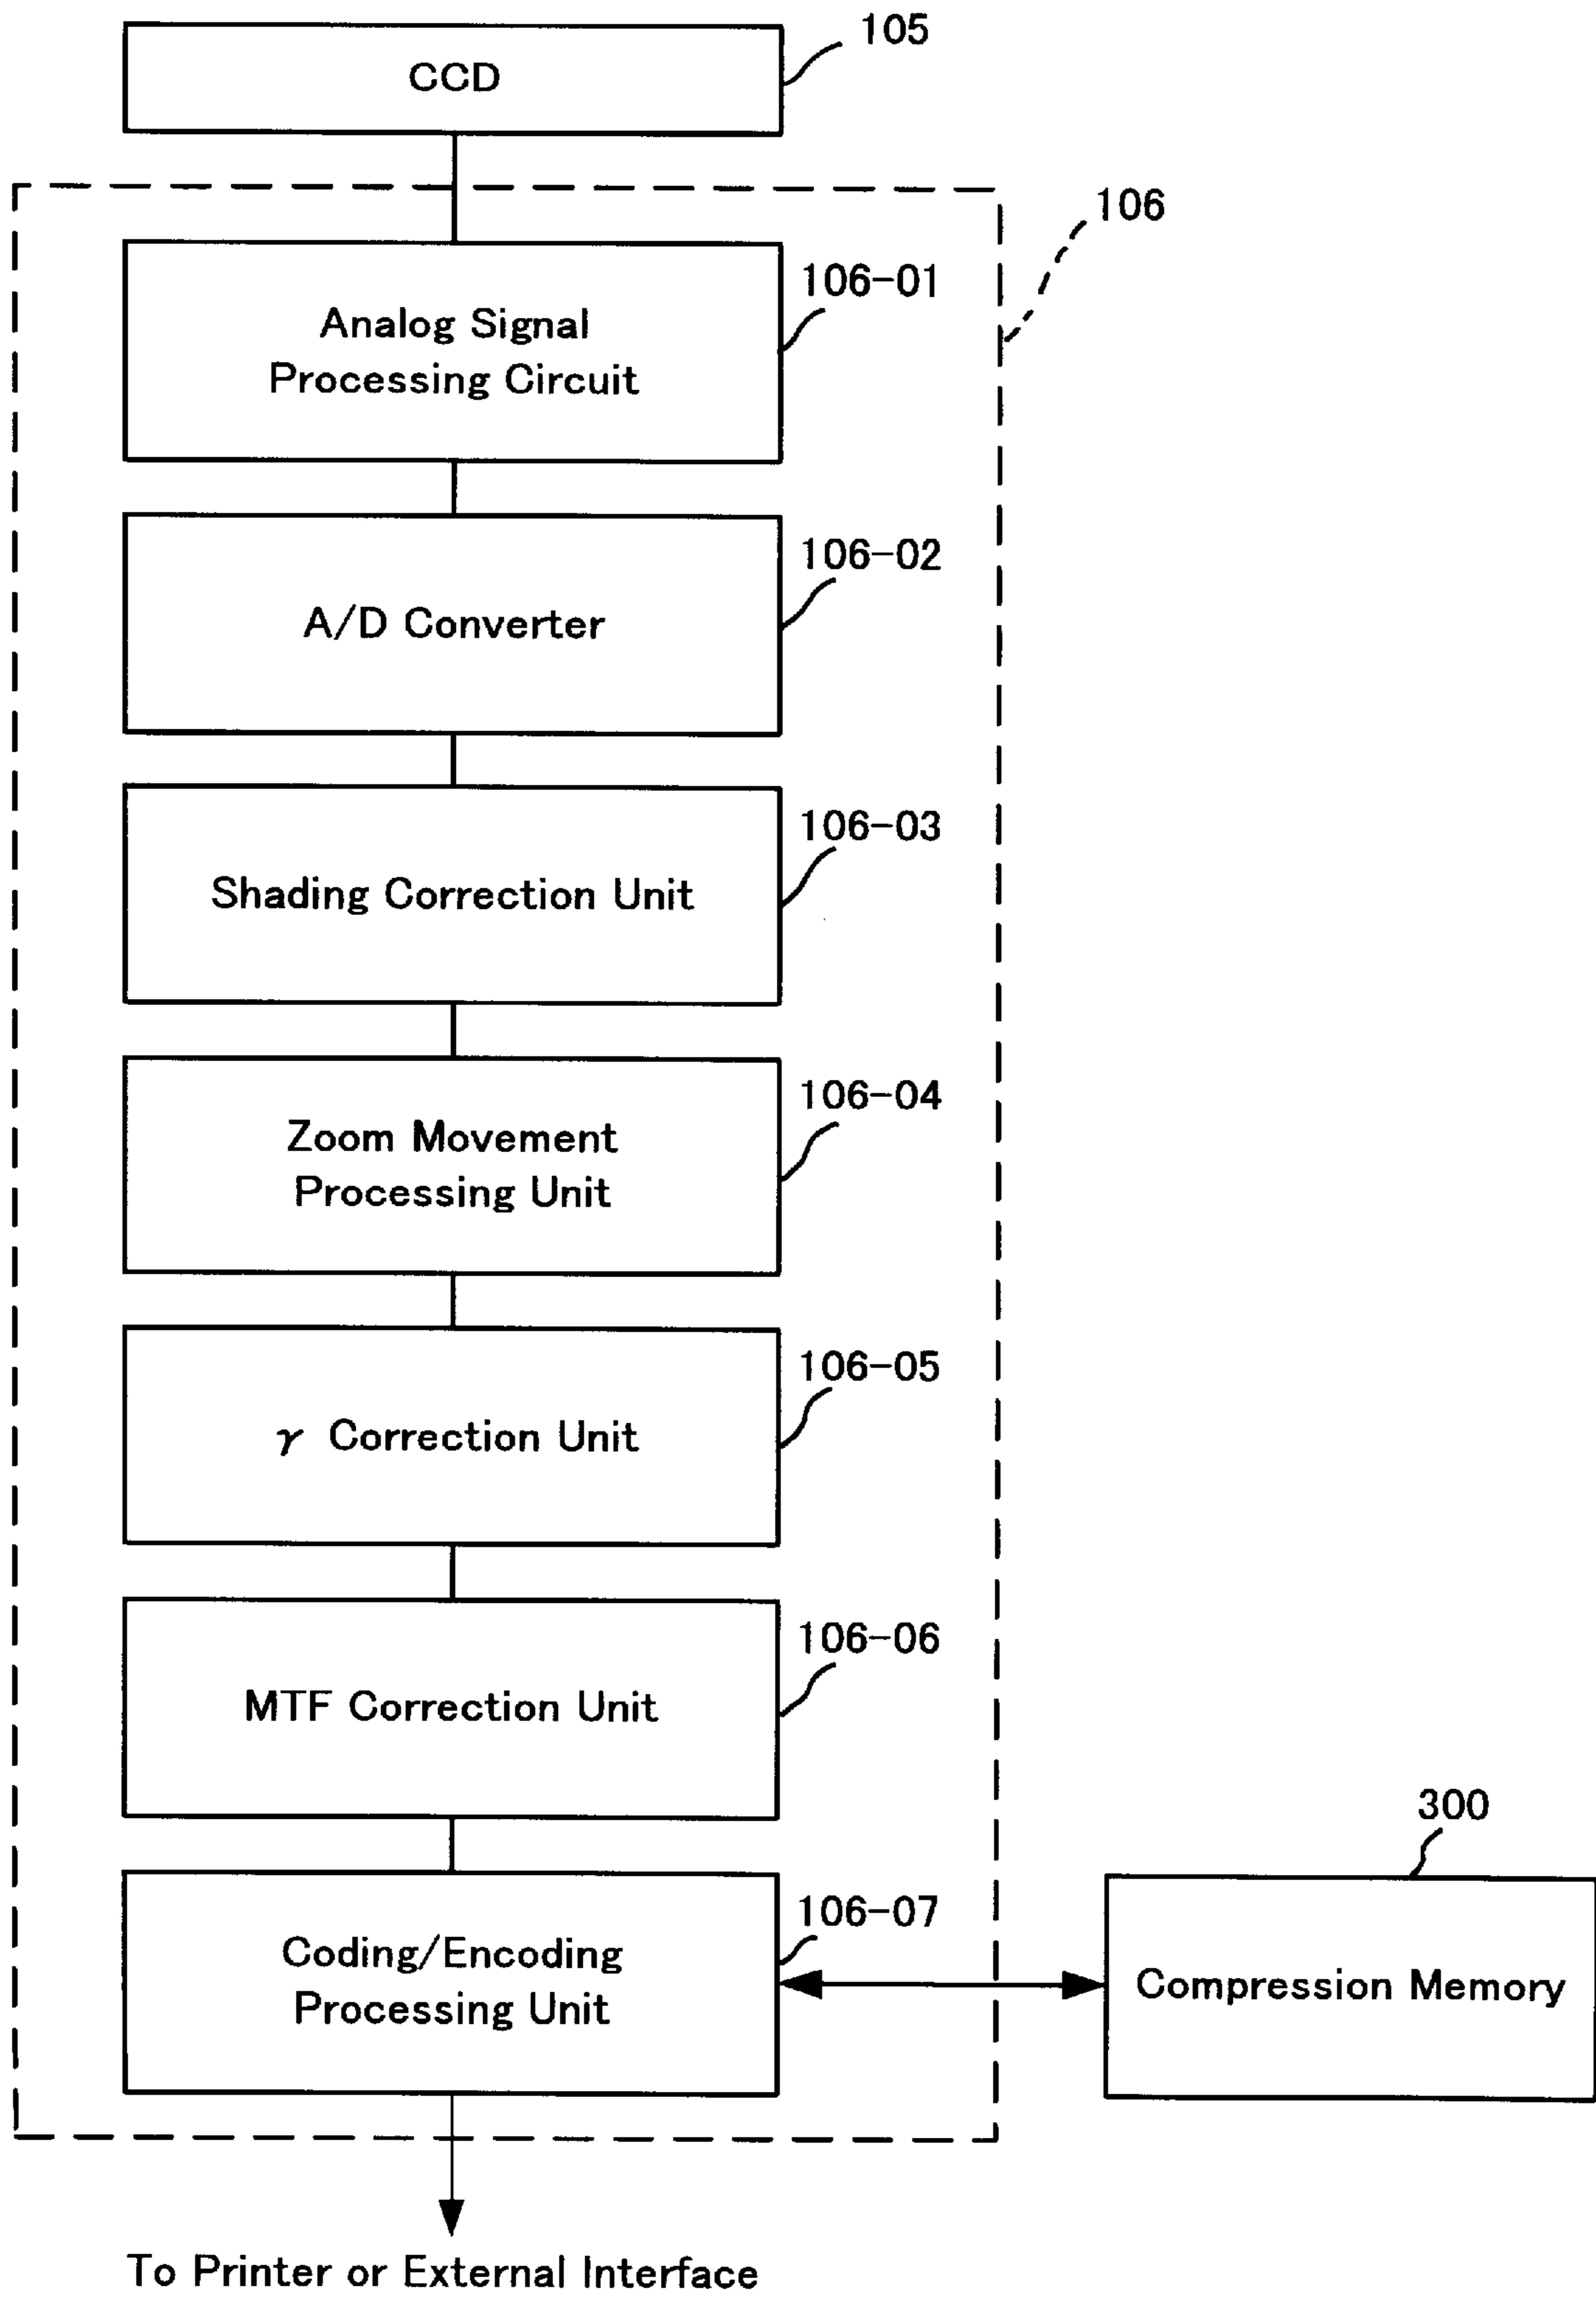 105
CCD
106
106-01
Analog Signal
Processing Circuit
106-02
A/D Converter
106-03
Shading Correction Unit
106-04
Zoom Movement
Processing Unit
106-05
γ Correction Unit
106-06
MTF Correction Unit
300
106-07
Coding/Encoding
Processing Unit
Compression Memory
To Printer or External Interface